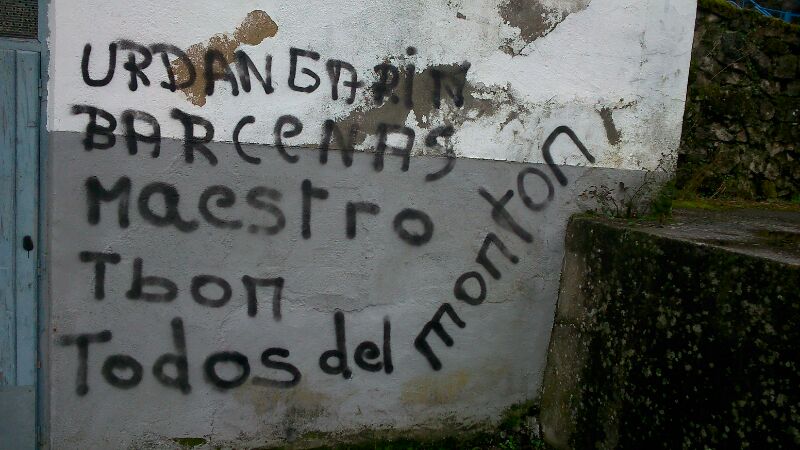 URDANGARIN
BARCENAS
Maestro
Tbon
Todos del monton